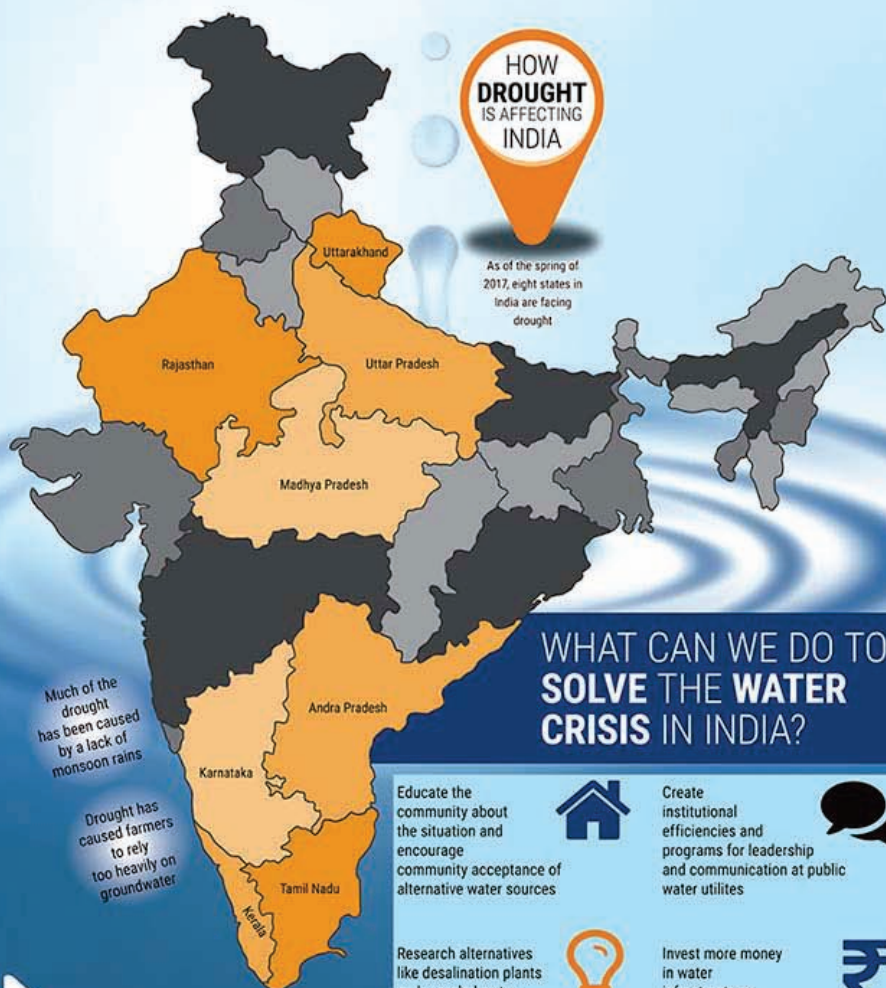 HOW
DROUGHT
IS AFFECTING
INDIA
As of the spring of
2017, eight states in
India are facing
drought
Uttarakhand
Rajasthan
Uttar Pradesh
Madhya Pradesh
Andra Pradesh
Karnataka
Tamil Nadu
Kerala
Much of the
drought
has been caused
by a lack of
monsoon rains
Drought has
caused farmers
to rely
too heavily on
groundwater
WHAT CAN WE DO TO
SOLVE THE WATER
CRISIS IN INDIA?
Educate the
community about
the situation and
encourage
community acceptance of
alternative water sources
Create
institutional
efficiencies and
programs for leadership
and communication at public
water utilites
Research alternatives
like desalination plants
Invest more money
in water
₹